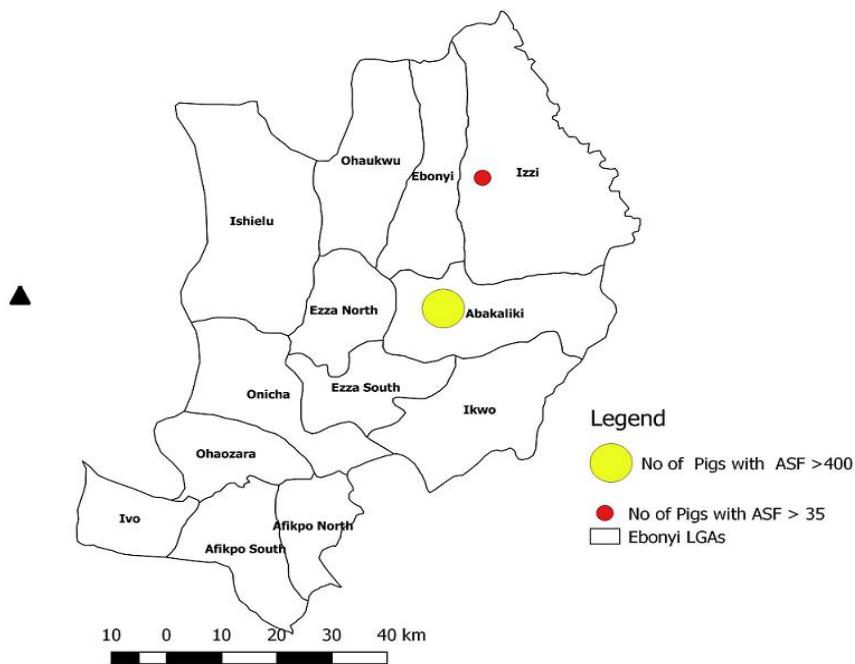 Ohaukwu
Ebonyi
Izzi
Ishielu
Ezza North
Abakaliki
Onicha
Ezza South
Ikwo
Ohaozara
Ivo
Afikpo North
Afikpo South
Legend
No of Pigs with ASF >400
No of Pigs with ASF > 35
Ebonyi LGAs
10 0 10 20 30 40 km